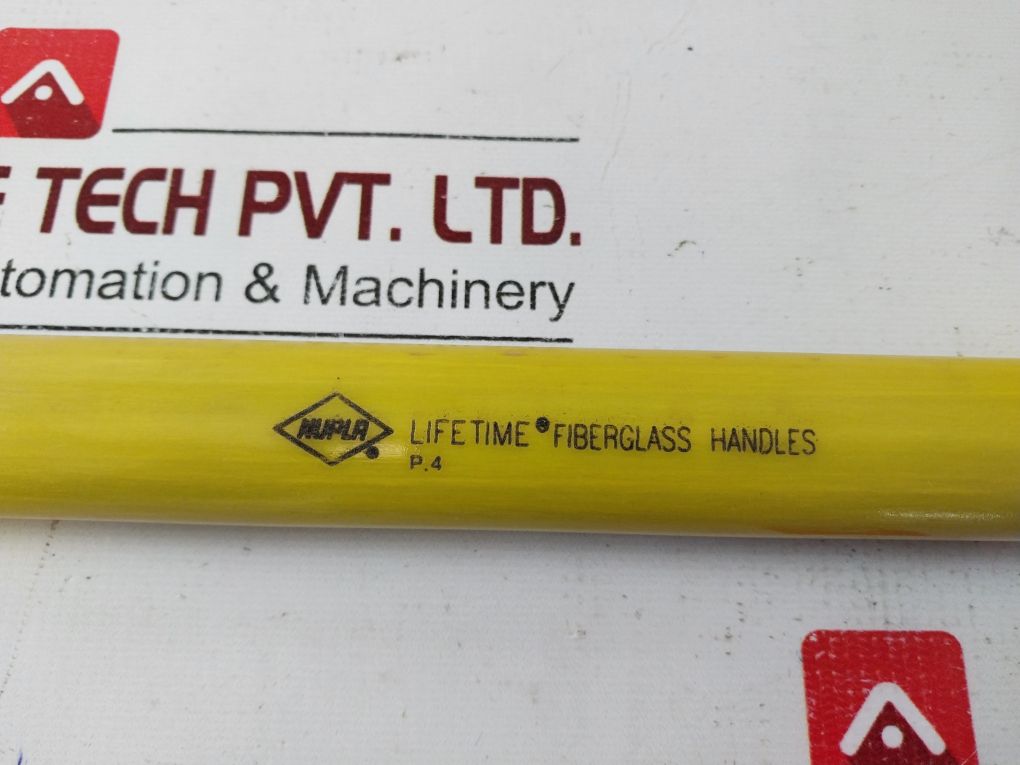 TECH PVT. LTD.
tomation & Machinery
NUPLA® LIFETIME® FIBERGLASS HANDLES
P.4